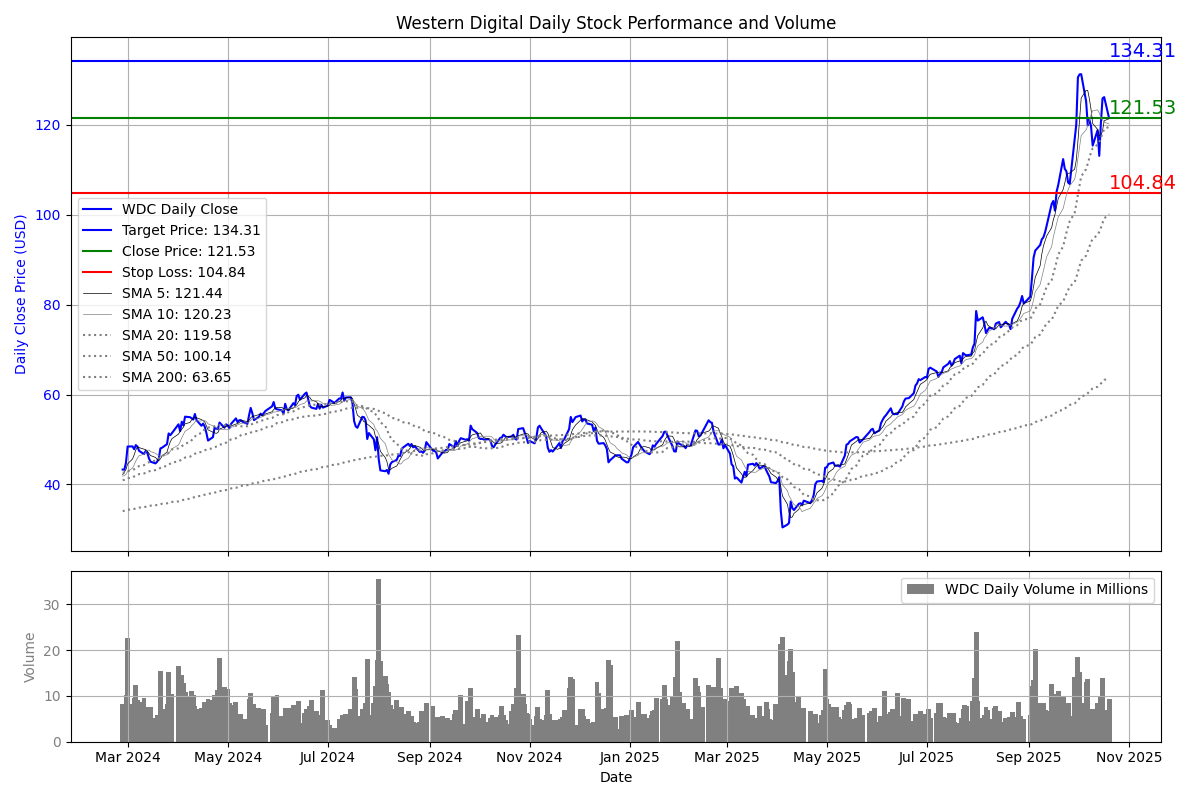 Western Digital Daily Stock Performance and Volume
134.31
121.53
104.84
Daily Close Price (USD)
120
100
80
60
40
WDC Daily Close
Target Price: 134.31
Close Price: 121.53
Stop Loss: 104.84
SMA 5: 121.44
SMA 10: 120.23
SMA 20: 119.58
SMA 50: 100.14
SMA 200: 63.65
WDC Daily Volume in Millions
Volume
30
20
10
0
Mar 2024
May 2024
Jul 2024
Sep 2024
Nov 2024
Jan 2025
Mar 2025
May 2025
Jul 2025
Sep 2025
Nov 2025
Date